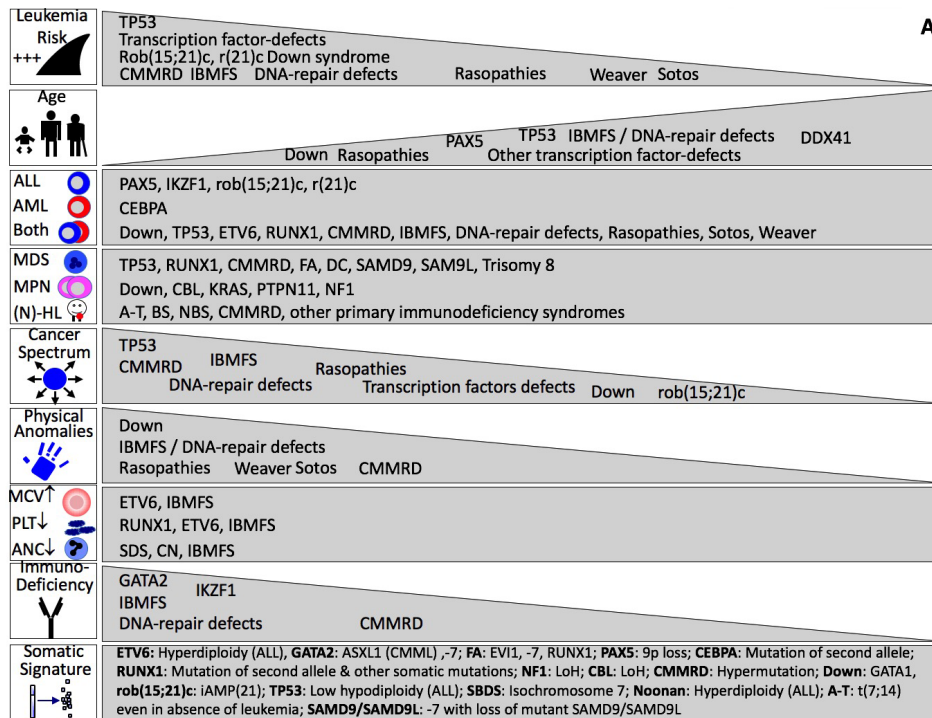 A
Leukemia
Risk
+++
TP53
Transcription factor-defects
Rob(15;21)c, r(21)c Down syndrome
CMMRD IBMFS DNA-repair defects Rasopathies Weaver Sotos
Age
PAX5 TP53 IBMFS / DNA-repair defects DDX41
Down Rasopathies Other transcription factor-defects
ALL PAX5, IKZF1, rob(15;21)c, r(21)c
AML CEBPA
Both Down, TP53, ETV6, RUNX1, CMMRD, IBMFS, DNA-repair defects, Rasopathies, Sotos, Weaver
MDS TP53, RUNX1, CMMRD, FA, DC, SAMD9, SAM9L, Trisomy 8
MPN Down, CBL, KRAS, PTPN11, NF1
(N)-HL A-T, BS, NBS, CMMRD, other primary immunodeficiency syndromes
Cancer
Spectrum
TP53
CMMRD IBMFS Rasopathies
DNA-repair defects Transcription factors defects Down rob(15;21)c
Physical
Anomalies
Down
IBMFS / DNA-repair defects
Rasopathies Weaver Sotos CMMRD
MCV↑ ETV6, IBMFS
PLT↓ RUNX1, ETV6, IBMFS
ANC↓ SDS, CN, IBMFS
Immuno-
Deficiency
GATA2 IKZF1
IBMFS
DNA-repair defects CMMRD
Somatic
Signature
ETV6: Hyperdiploidy (ALL), GATA2: ASXL1 (CMML) ,-7; FA: EVI1, -7, RUNX1; PAX5: 9p loss; CEBPA: Mutation of second allele;
RUNX1: Mutation of second allele & other somatic mutations; NF1: LoH; CBL: LoH; CMMRD: Hypermutation; Down: GATA1,
rob(15;21)c: iAMP(21); TP53: Low hypodiploidy (ALL); SBDS: Isochromosome 7; Noonan: Hyperdiploidy (ALL); A-T: t(7;14)
even in absence of leukemia; SAMD9/SAMD9L: -7 with loss of mutant SAMD9/SAMD9L